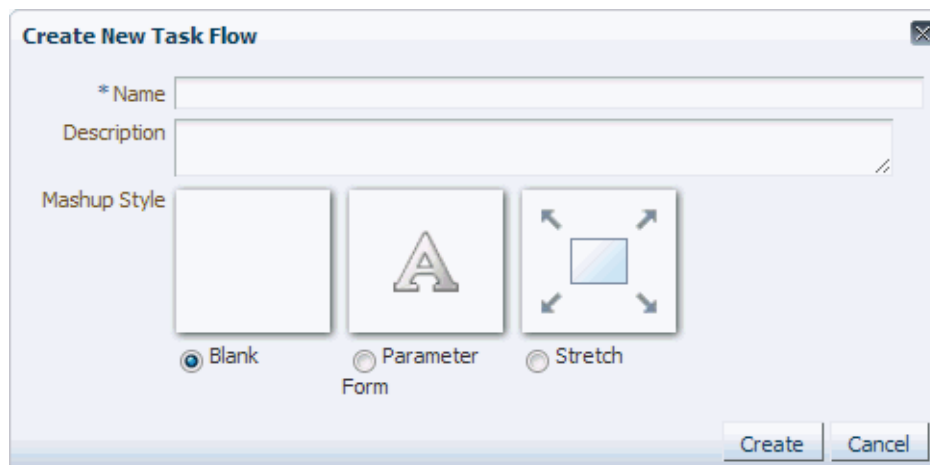 Create New Task Flow
* Name
Description
Mashup Style
A
Blank
Parameter
Form
Stretch
Create
Cancel